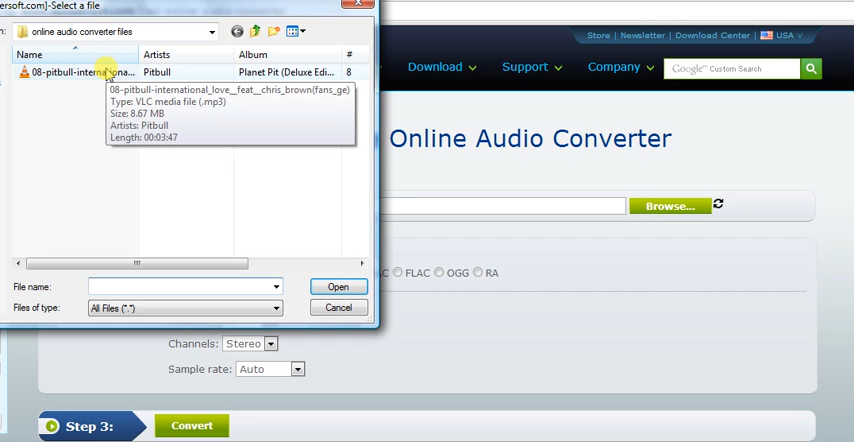 ersoft.com]-Select a file
n: online audio converter files
Name Artists Album #
08-pitbull-internationa... Pitbull Planet Pit (Deluxe Edi... 8
08-pitbull-international_love__feat__chris_brown(fans_ge)
Type: VLC media file (.mp3)
Size: 8.67 MB
Artists: Pitbull
Length: 00:03:47
File name: Open
Files of type: All Files (*.*) Cancel
Store | Newsletter | Download Center | USA
Download Support Company Google™ Custom Search
Online Audio Converter
Browse...
AC FLAC OGG RA
Channels: Stereo
Sample rate: Auto
Step 3: Convert